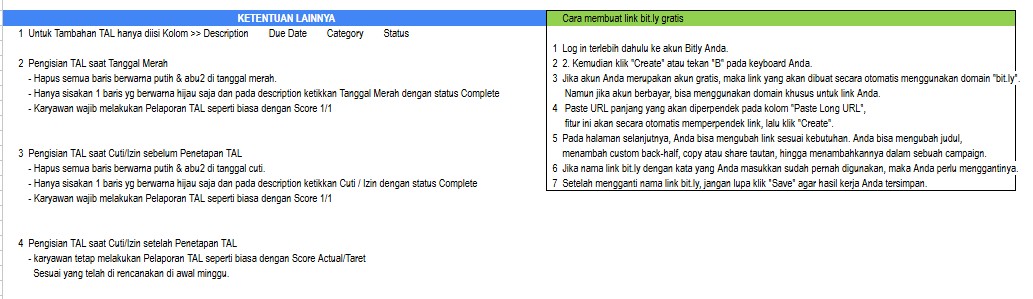 KETENTUAN LAINNYA
1 Untuk Tambahan TAL hanya diisi Kolom >> Description Due Date Category Status
2 Pengisian TAL saat Tanggal Merah
- Hapus semua baris berwarna putih & abu2 di tanggal merah.
- Hanya sisakan 1 baris yg berwarna hijau saja dan pada description ketikkan Tanggal Merah dengan status Complete
- Karyawan wajib melakukan Pelaporan TAL seperti biasa dengan Score 1/1
3 Pengisian TAL saat Cuti/Izin sebelum Penetapan TAL
- Hapus semua baris berwarna putih & abu2 di tanggal cuti.
- Hanya sisakan 1 baris yg berwarna hijau saja dan pada description ketikkan Cuti / Izin dengan status Complete
- Karyawan wajib melakukan Pelaporan TAL seperti biasa dengan Score 1/1
4 Pengisian TAL saat Cuti/Izin setelah Penetapan TAL
- karyawan tetap melakukan Pelaporan TAL seperti biasa dengan Score Actual/Taret
Sesuai yang telah di rencanakan di awal minggu.
Cara membuat link bit.ly gratis
1 Log in terlebih dahulu ke akun Bitly Anda.
2 2. Kemudian klik "Create" atau tekan "B" pada keyboard Anda.
3 Jika akun Anda merupakan akun gratis, maka link yang akan dibuat secara otomatis menggunakan domain "bit.ly".
Namun jika akun berbayar, bisa menggunakan domain khusus untuk link Anda.
4 Paste URL panjang yang akan diperpendek pada kolom "Paste Long URL",
fitur ini akan secara otomatis memperpendek link, lalu klik "Create".
5 Pada halaman selanjutnya, Anda bisa mengubah link sesuai kebutuhan. Anda bisa mengubah judul,
menambah custom back-half, copy atau share tautan, hingga menambahkannya dalam sebuah campaign.
6 Jika nama link bit.ly dengan kata yang Anda masukkan sudah pernah digunakan, maka Anda perlu menggantinya.
7 Setelah mengganti nama link bit.ly, jangan lupa klik "Save" agar hasil kerja Anda tersimpan.